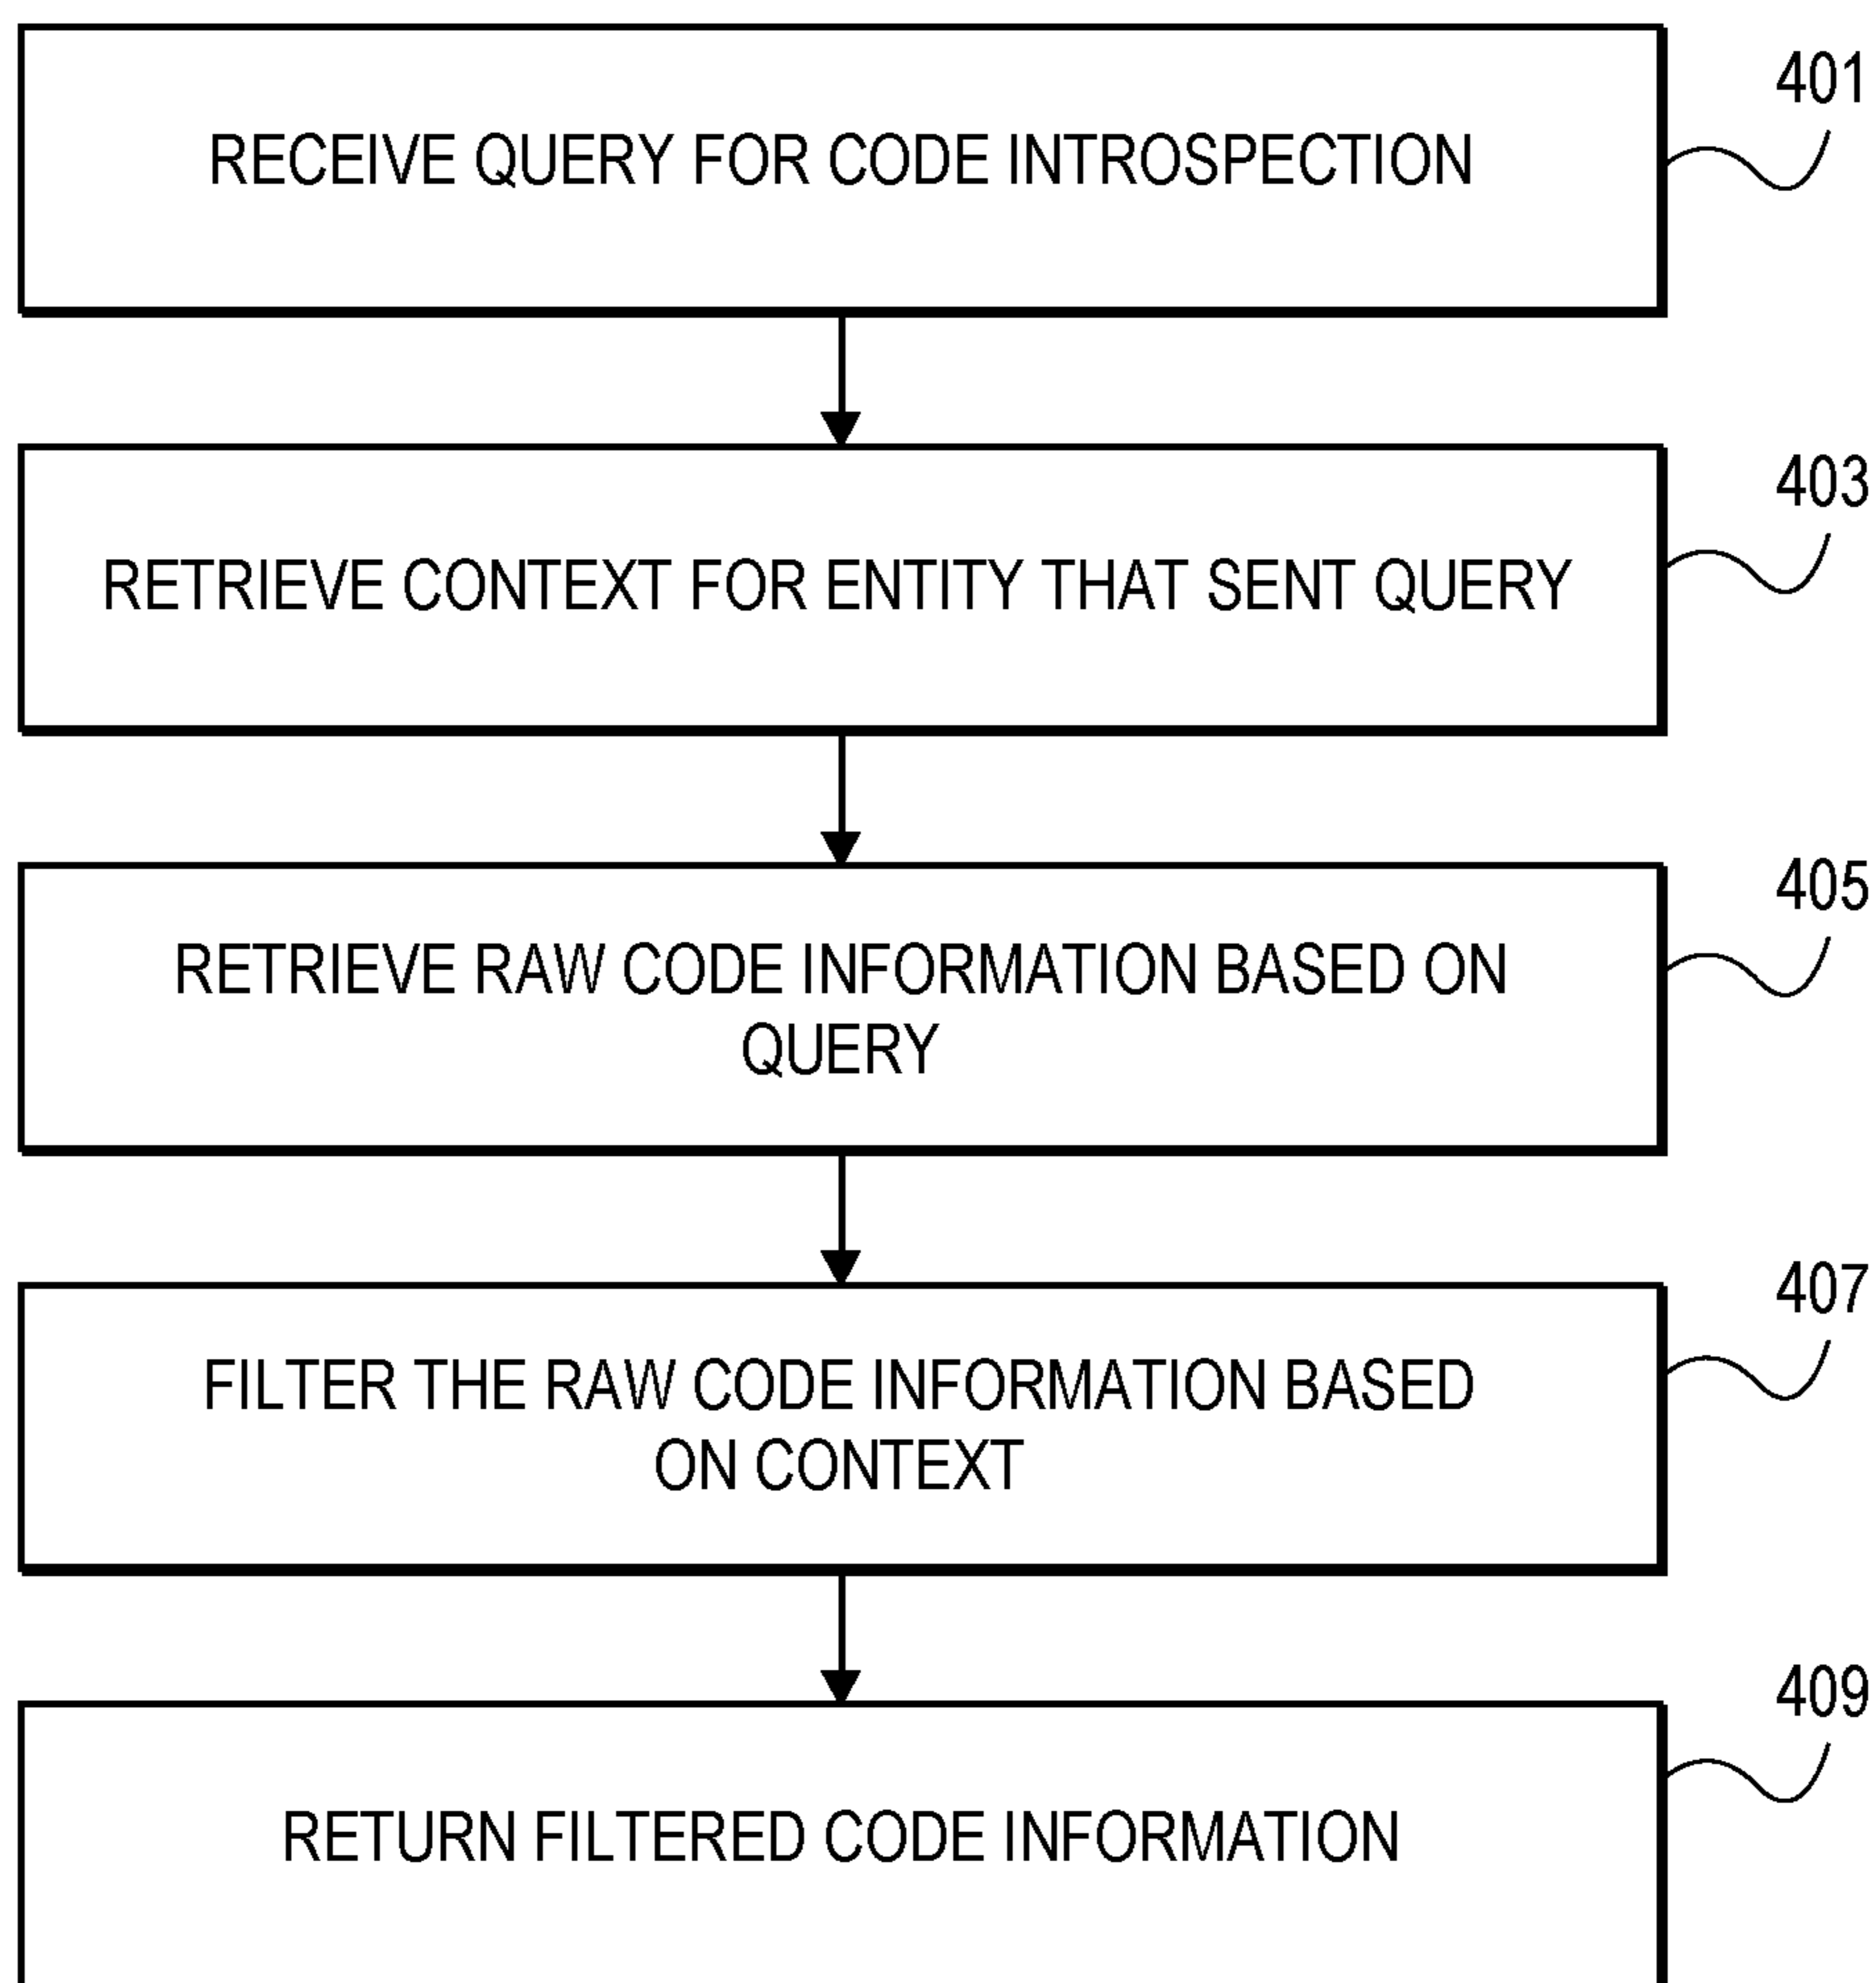 401
RECEIVE QUERY FOR CODE INTROSPECTION
403
RETRIEVE CONTEXT FOR ENTITY THAT SENT QUERY
405
RETRIEVE RAW CODE INFORMATION BASED ON
QUERY
407
FILTER THE RAW CODE INFORMATION BASED
ON CONTEXT
409
RETURN FILTERED CODE INFORMATION